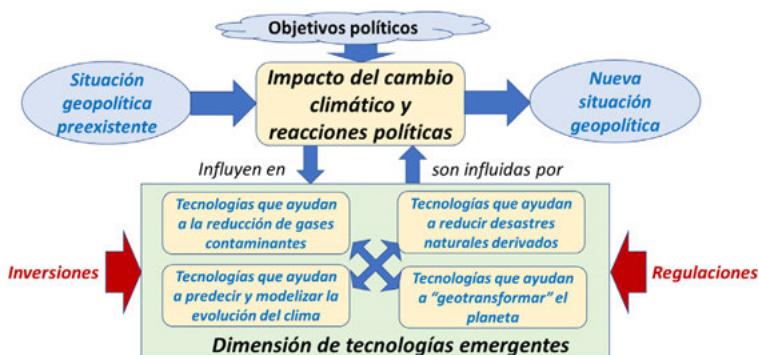 Objetivos políticos
Situación
geopolítica
preexistente
Impacto del cambio
climático y
reacciones políticas
Nueva
situación
geopolítica
Influyen en
son influidas por
Tecnologías que ayudan
a la reducción de gases
contaminantes
Tecnologías que ayudan
a reducir desastres
naturales derivados
Inversiones
Regulaciones
Tecnologías que ayudan
a predecir y modelizar la
evolución del clima
Tecnologías que ayudan
a "geotransformar" el
planeta
Dimensión de tecnologías emergentes